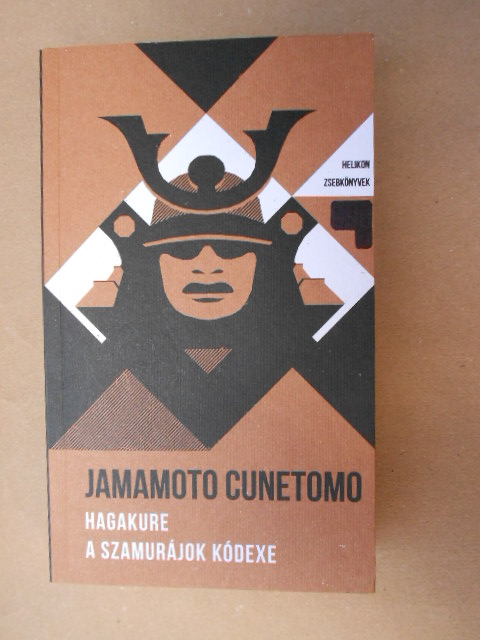 HELIKON
ZSEBKÖNYVEK
JAMAMOTO CUNETOMO
HAGAKURE
A SZAMURÁJOK KÓDEXE